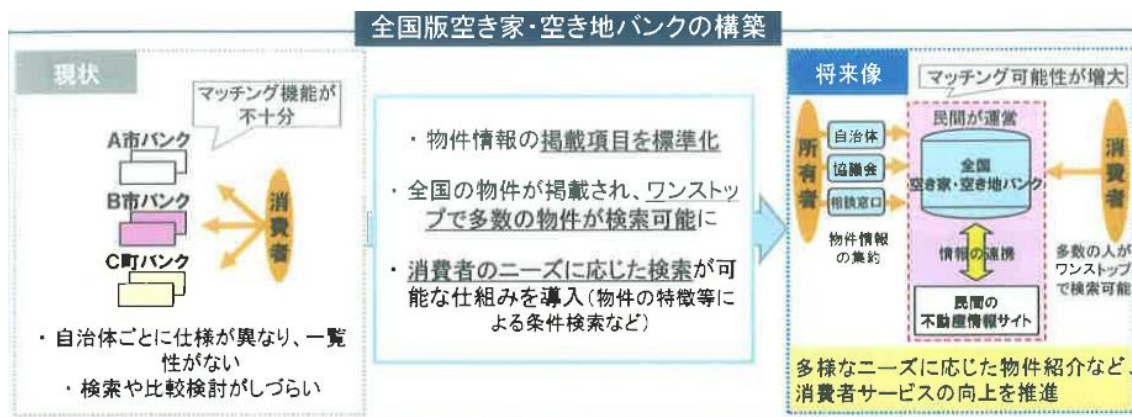 全国版空き家・空き地バンクの構築
現状
マッチング機能が
不十分
A市バンク
B市バンク
C町バンク
消費者
・自治体ごとに仕様が異なり、一覧
性がない
・検索や比較検討がしづらい
・物件情報の掲載項目を標準化
・全国の物件が掲載され、ワンストッ
プで多数の物件が検索可能に
・消費者のニーズに応じた検索が可
能な仕組みを導入(物件の特徴等に
よる条件検索など)
将来像
マッチング可能性が増大
民間が運営
所有者
自治体
協議会
相談窓口
物件情報
の集約
全国
空き家・空き地バンク
情報の連携
民間の
不動産情報サイト
消費者
多数の人が
ワンストップ
で検索可能
多様なニーズに応じた物件紹介など、
消費者サービスの向上を推進